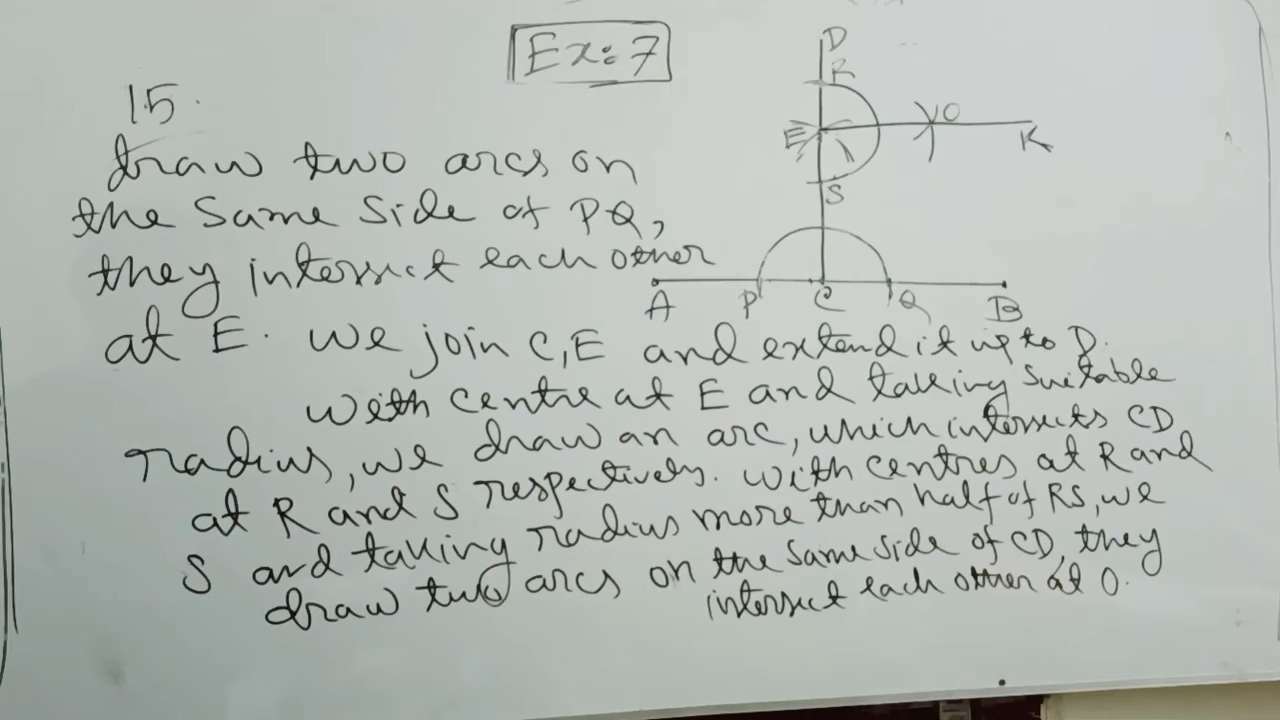 Ex: 7
15.
draw two arcs on
the same side of PQ,
they intersect each other
at E. we join C, E and extend it up to D.
with centre at E and taking suitable
radius, we draw an arc, which intersects CD
at R and S respectively. with centres at R and
S and taking radius more than half of RS, we
draw two arcs on the same side of CD, they
intersect each other at O.
D
R
E
O
K
S
A
P
C
Q
B